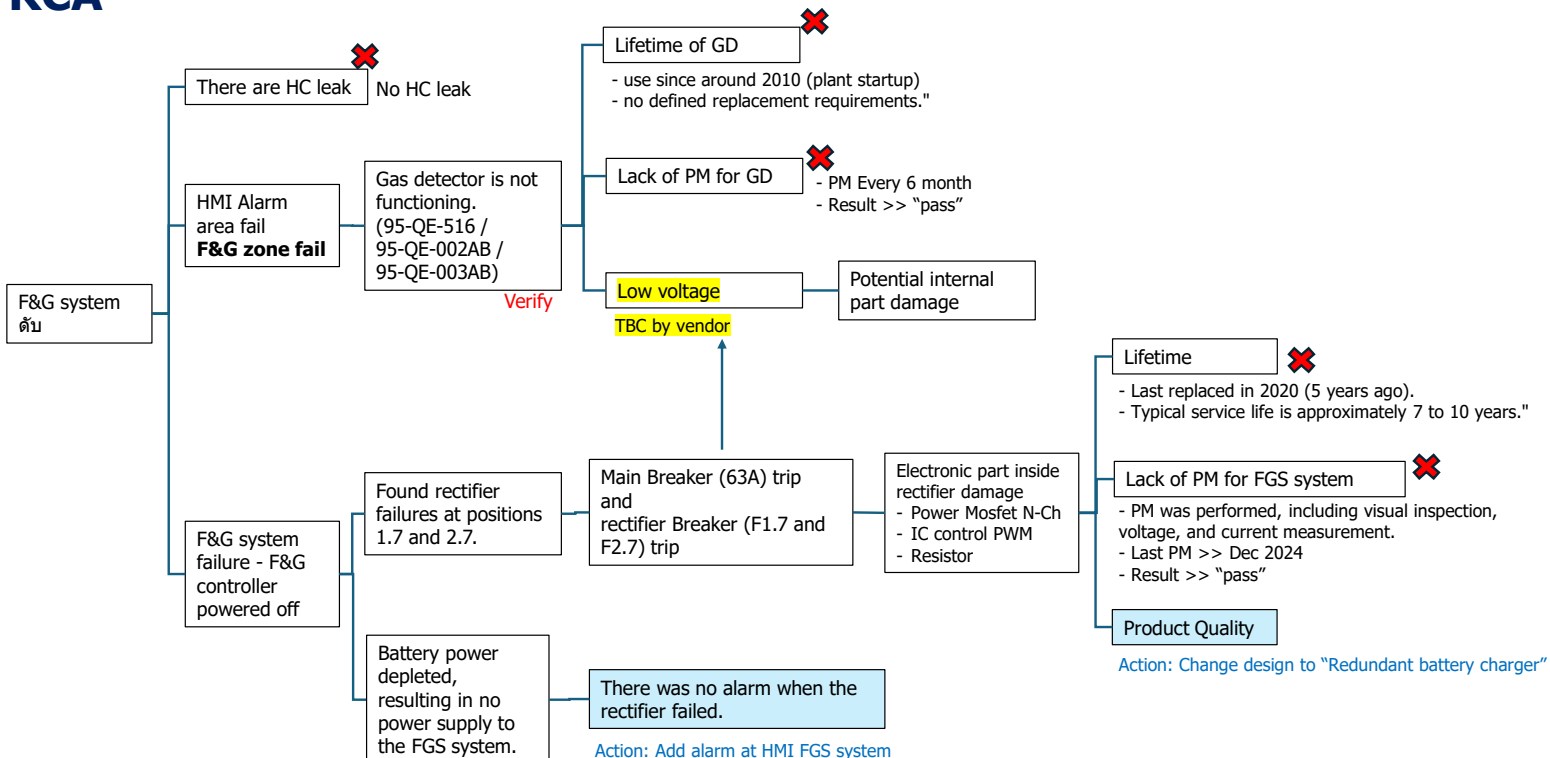 RCA
There are HC leak
No HC leak
HMI Alarm
area fail
F&G zone fail
Gas detector is not
functioning.
(95-QE-516 /
95-QE-002AB /
95-QE-003AB)
Verify
Lifetime of GD
- use since around 2010 (plant startup)
- no defined replacement requirements."
Lack of PM for GD
- PM Every 6 month
- Result >> “pass”
Low voltage
TBC by vendor
Potential internal
part damage
F&G system
ดับ
F&G system
failure - F&G
controller
powered off
Found rectifier
failures at positions
1.7 and 2.7.
Main Breaker (63A) trip
and
rectifier Breaker (F1.7 and
F2.7) trip
Electronic part inside
rectifier damage
- Power Mosfet N-Ch
- IC control PWM
- Resistor
Lifetime
- Last replaced in 2020 (5 years ago).
- Typical service life is approximately 7 to 10 years."
Lack of PM for FGS system
- PM was performed, including visual inspection,
voltage, and current measurement.
- Last PM >> Dec 2024
- Result >> “pass”
Product Quality
Action: Change design to “Redundant battery charger”
Battery power
depleted,
resulting in no
power supply to
the FGS system.
There was no alarm when the
rectifier failed.
Action: Add alarm at HMI FGS system